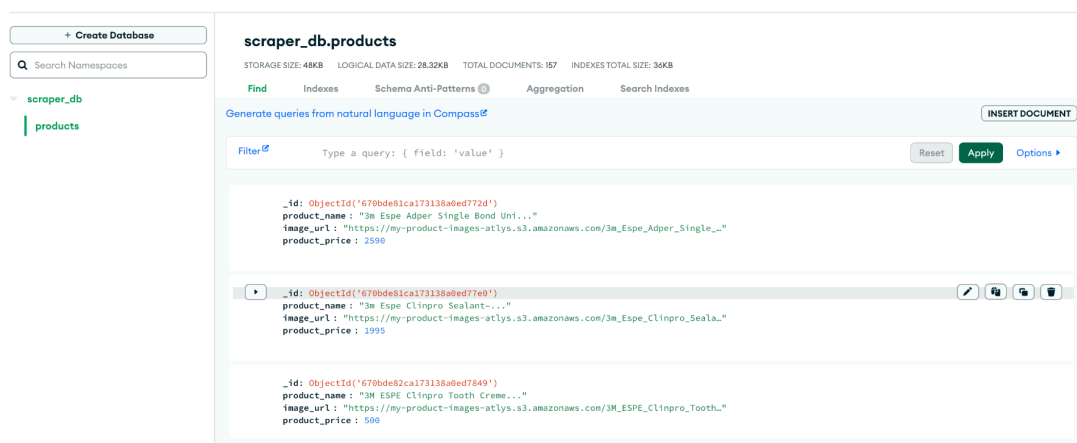 + Create Database
Search Namespaces
scraper_db
products
scraper_db.products
STORAGE SIZE: 48KB LOGICAL DATA SIZE: 28.32KB TOTAL DOCUMENTS: 157 INDEXES TOTAL SIZE: 36KB
Find Indexes Schema Anti-Patterns 0 Aggregation Search Indexes
Generate queries from natural language in Compass
INSERT DOCUMENT
Filter Type a query: { field: 'value' } Reset Apply Options
_id: ObjectId('670bde81ca173138a0ed772d')
product_name : "3m Espe Adper Single Bond Uni..."
image_url : "https://my-product-images-atlys.s3.amazonaws.com/3m_Espe_Adper_Single_…"
product_price : 2590
_id: ObjectId('670bde81ca173138a0ed77e0')
product_name : "3m Espe Clinpro Sealant-..."
image_url : "https://my-product-images-atlys.s3.amazonaws.com/3m_Espe_Clinpro_Seala…"
product_price : 1995
_id: ObjectId('670bde82ca173138a0ed7849')
product_name : "3M ESPE Clinpro Tooth Creme..."
image_url : "https://my-product-images-atlys.s3.amazonaws.com/3M_ESPE_Clinpro_Tooth…"
product_price : 500